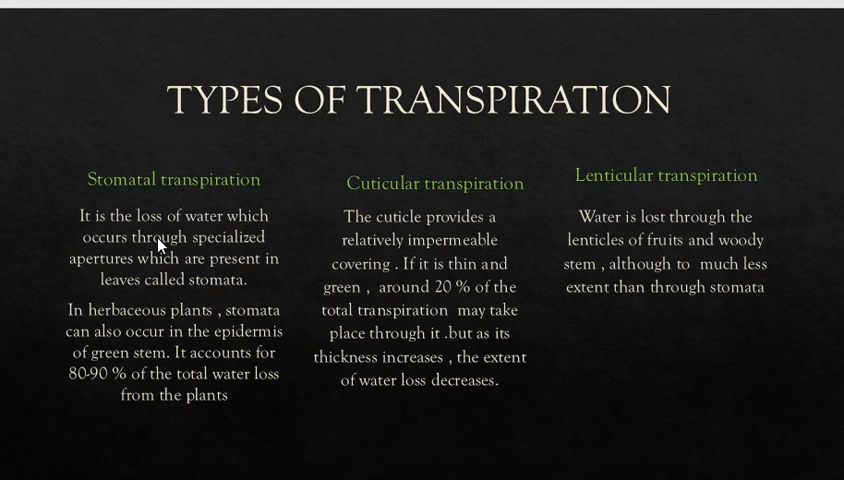 TYPES OF TRANSPIRATION
Stomatal transpiration
It is the loss of water which
occurs through specialized
apertures which are present in
leaves called stomata.
In herbaceous plants , stomata
can also occur in the epidermis
of green stem. It accounts for
80-90 % of the total water loss
from the plants
Cuticular transpiration
The cuticle provides a
relatively impermeable
covering . If it is thin and
green ,  around 20 % of the
total transpiration  may take
place through it .but as its
thickness increases , the extent
of water loss decreases.
Lenticular transpiration
Water is lost through the
lenticles of fruits and woody
stem , although to  much less
extent than through stomata